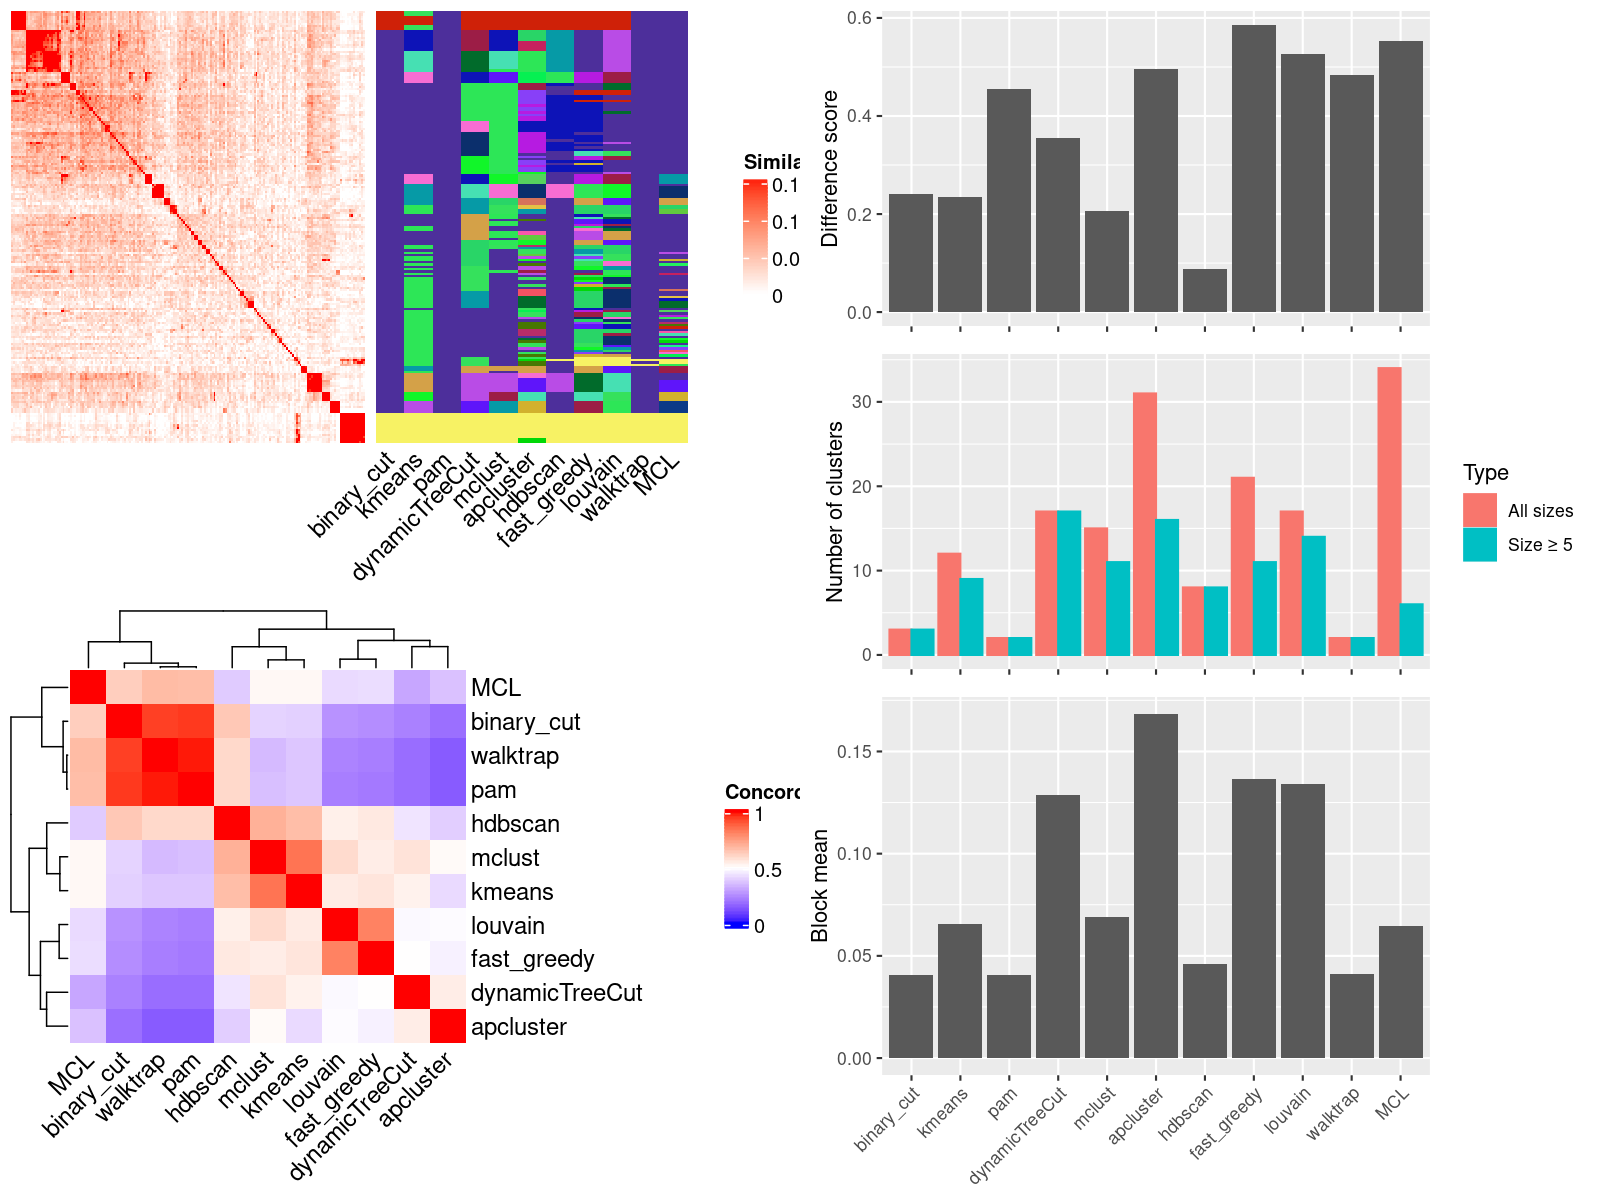 Simila
0.1
0.1
0.0
0
binary_cut
kmeans
pam
dynamicTreeCut
mclust
apcluster
hdbscan
fast_greedy
louvain
walktrap
MCL
MCL
binary_cut
walktrap
pam
hdbscan
mclust
kmeans
louvain
fast_greedy
dynamicTreeCut
apcluster
MCL
binary_cut
walktrap
pam
hdbscan
mclust
kmeans
louvain
fast_greedy
dynamicTreeCut
apcluster
Concord
1
0.5
0
Difference score
0.6
0.4
0.2
0.0
Number of clusters
30
20
10
0
Type
All sizes
Size ≥ 5
Block mean
0.15
0.10
0.05
0.00
binary_cut
kmeans
pam
dynamicTreeCut
mclust
apcluster
hdbscan
fast_greedy
louvain
walktrap
MCL